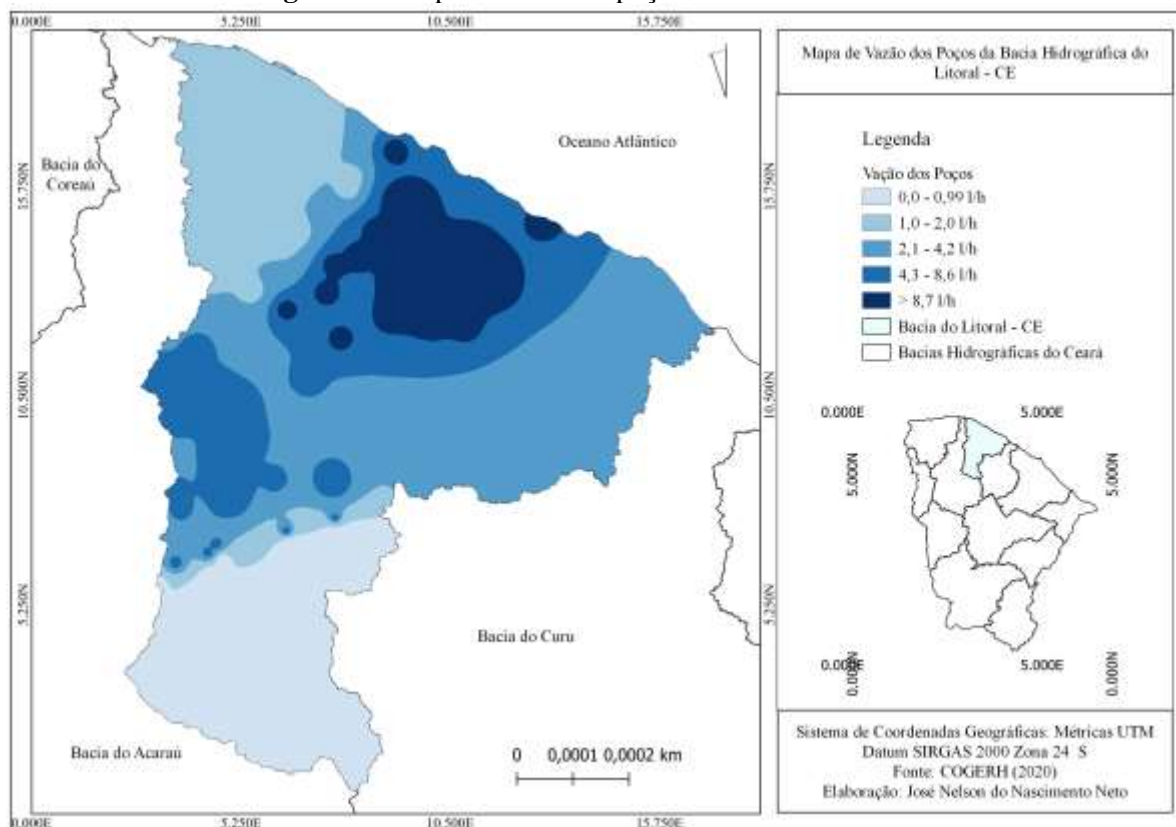 0.000E 5.250E 10.500E 15.750E
Mapa de Vazão dos Poços da Bacia Hidrográfica do
Litoral - CE
Oceano Atlântico
Bacia do
Coreaú
15.750N
15.750N
Legenda
Vação dos Poços
0,0 - 0,99 l/h
1,0 - 2,0 l/h
2,1 - 4,2 l/h
4,3 - 8,6 l/h
> 8,7 l/h
Bacia do Litoral - CE
Bacias Hidrográficas do Ceará
10.500N
10.500N
0.000E 5.000E
5.000N
5.000N
5.250N
5.250N
Bacia do Curu
0.000E 5.000E
0.000N
0.000N
Bacia do Acaraú
0 0,0001 0,0002 km
Sistema de Coordenadas Geográficas: Métricas UTM
Datum SIRGAS 2000 Zona 24 S
Fonte: COGERH (2020)
Elaboração: José Nelson do Nascimento Neto
0.000E 5.250E 10.500E 15.750E